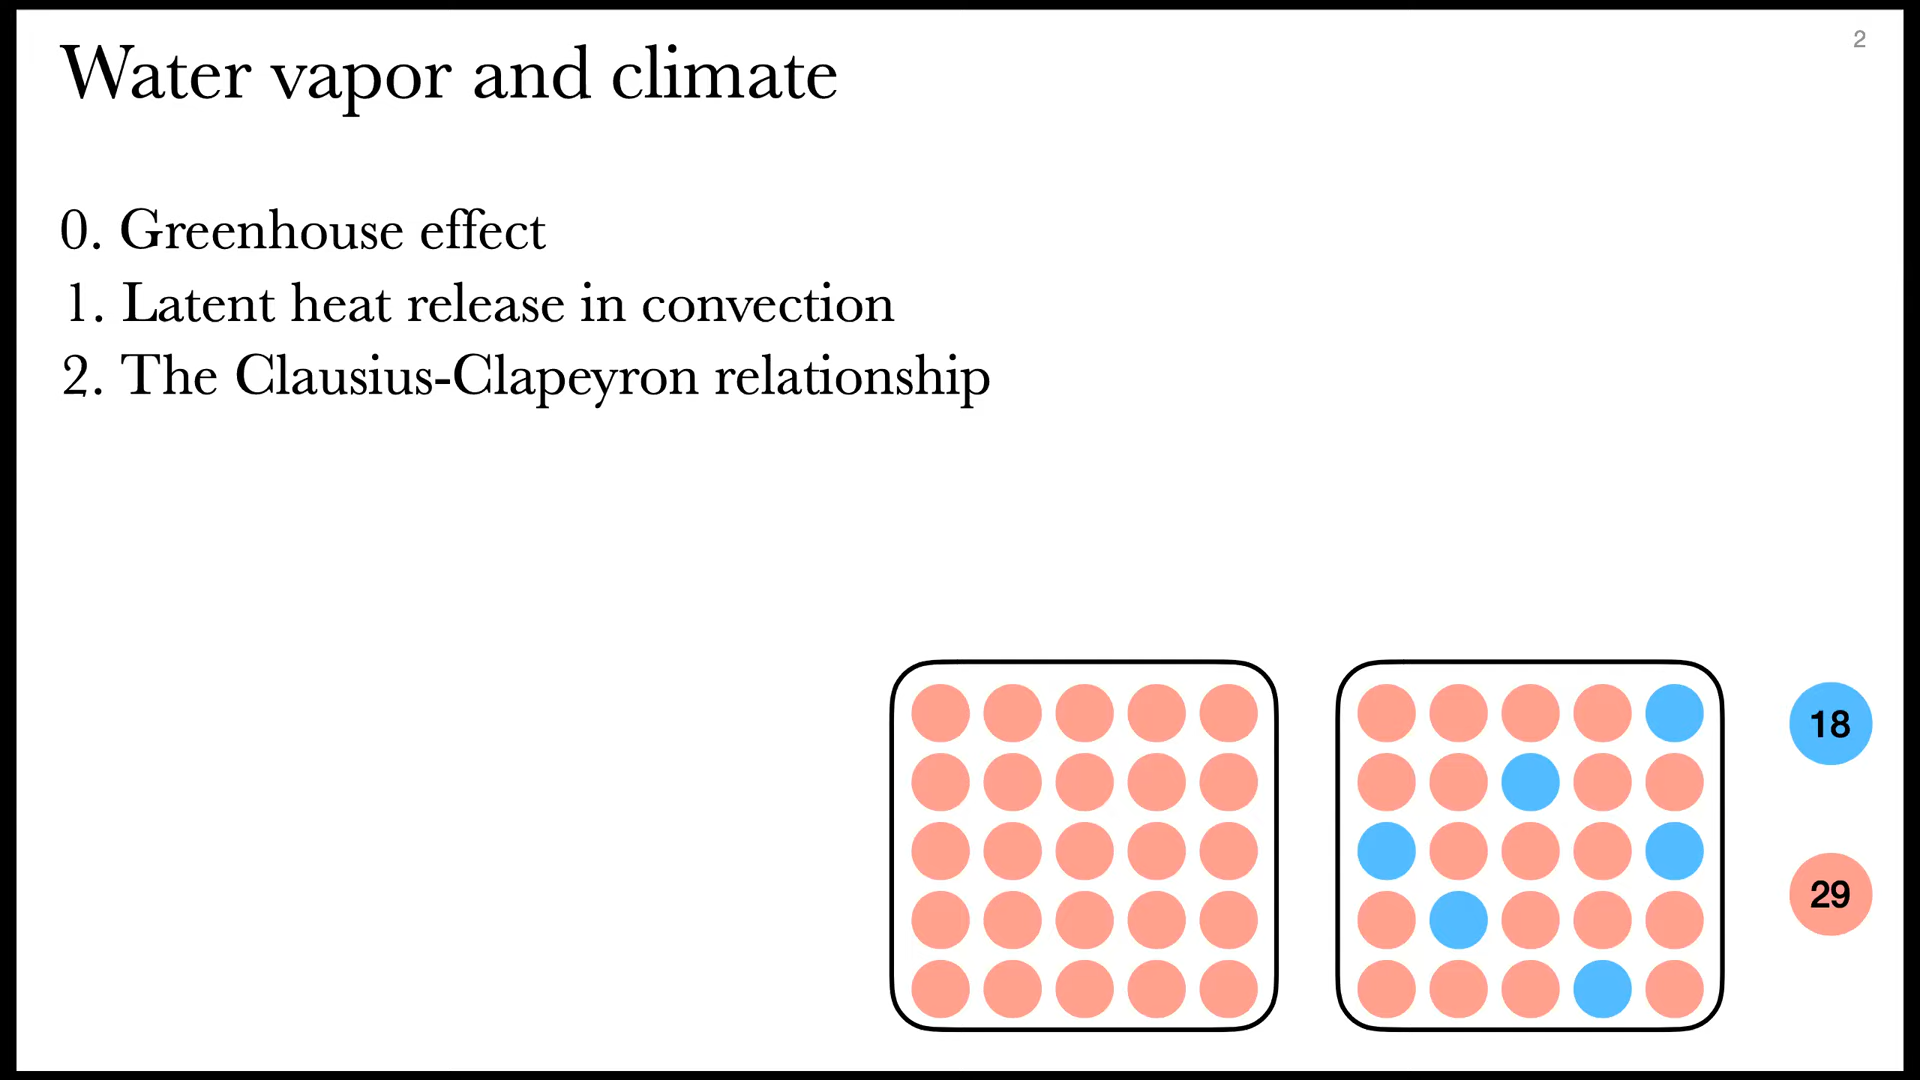 2
Water vapor and climate
0. Greenhouse effect
1. Latent heat release in convection
2. The Clausius-Clapeyron relationship
18
29